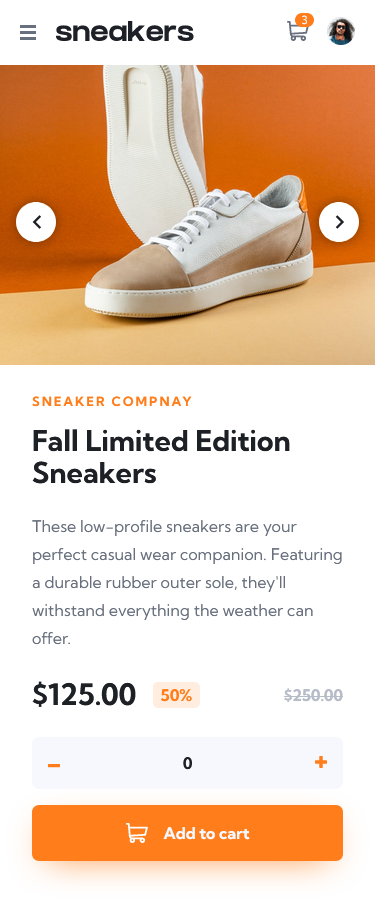 sneakers
3
SNEAKER COMPNAY
Fall Limited Edition
Sneakers
These low-profile sneakers are your
perfect casual wear companion. Featuring
a durable rubber outer sole, they'll
withstand everything the weather can
offer.
$125.00 50% $250.00
0
Add to cart